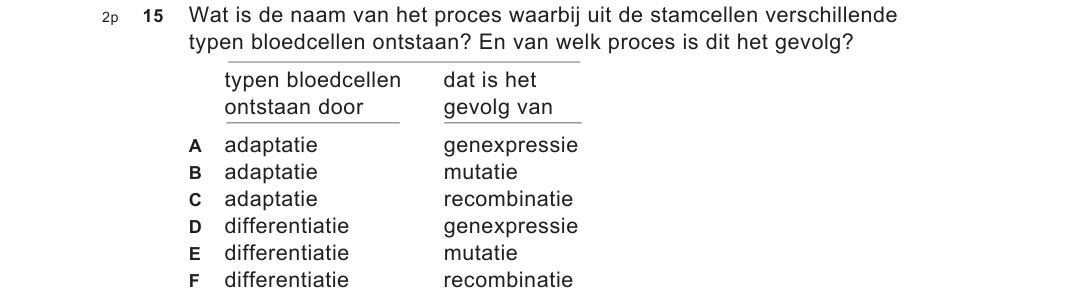 2p 15 Wat is de naam van het proces waarbij uit de stamcellen verschillende
typen bloedcellen ontstaan? En van welk proces is dit het gevolg?
typen bloedcellen dat is het
ontstaan door gevolg van
A adaptatie genexpressie
B adaptatie mutatie
C adaptatie recombinatie
D differentiatie genexpressie
E differentiatie mutatie
F differentiatie recombinatie